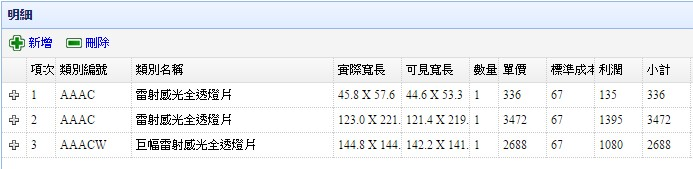 明細
新增 刪除
項次 類別編號 類別名稱 實際寬長 可見寬長 數量 單價 標準成本 利潤 小計
1 AAAC 雷射感光全透燈片 45.8 X 57.6 44.6 X 53.3 1 336 67 135 336
2 AAAC 雷射感光全透燈片 123.0 X 221. 121.4 X 219. 1 3472 67 1395 3472
3 AAACW 巨幅雷射感光全透燈片 144.8 X 144. 142.2 X 141. 1 2688 67 1080 2688